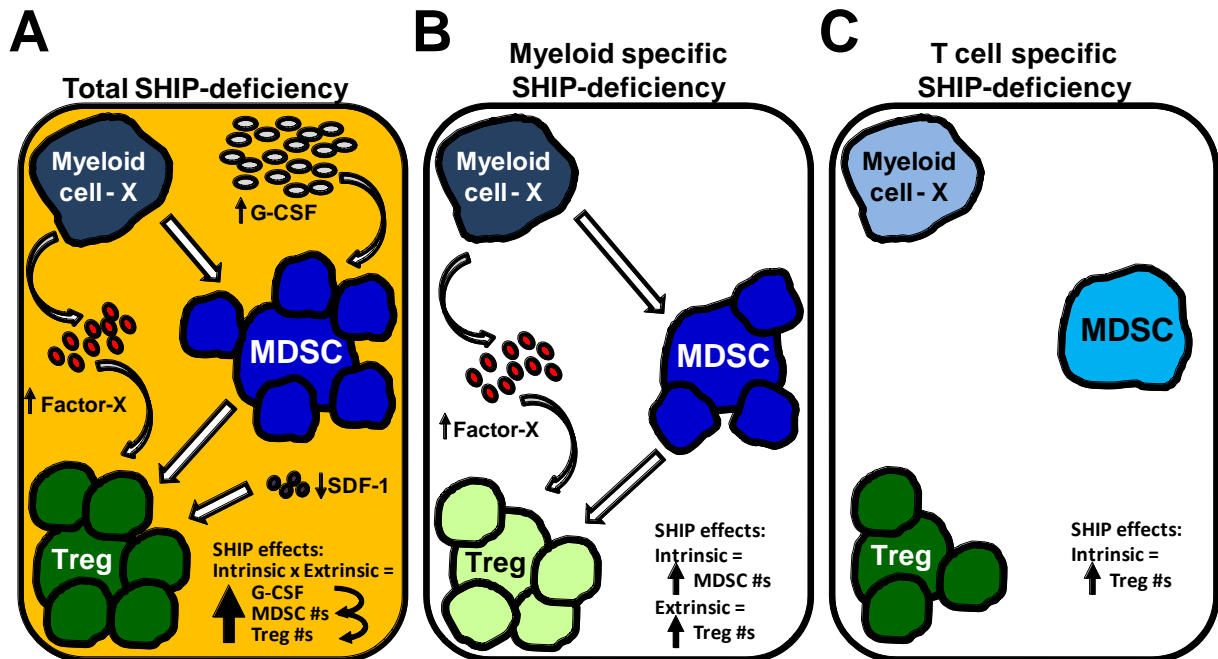 A
Total SHIP-deficiency
Myeloid
cell - X
↑ G-CSF
MDSC
↑ Factor-X
↓SDF-1
Treg
SHIP effects:
Intrinsic x Extrinsic =
G-CSF
MDSC #s
Treg #s
B
Myeloid specific
SHIP-deficiency
Myeloid
cell - X
MDSC
↑Factor-X
Treg
SHIP effects:
Intrinsic =
↑ MDSC #s
Extrinsic =
↑ Treg #s
C
T cell specific
SHIP-deficiency
Myeloid
cell - X
MDSC
Treg
SHIP effects:
Intrinsic =
↑ Treg #s